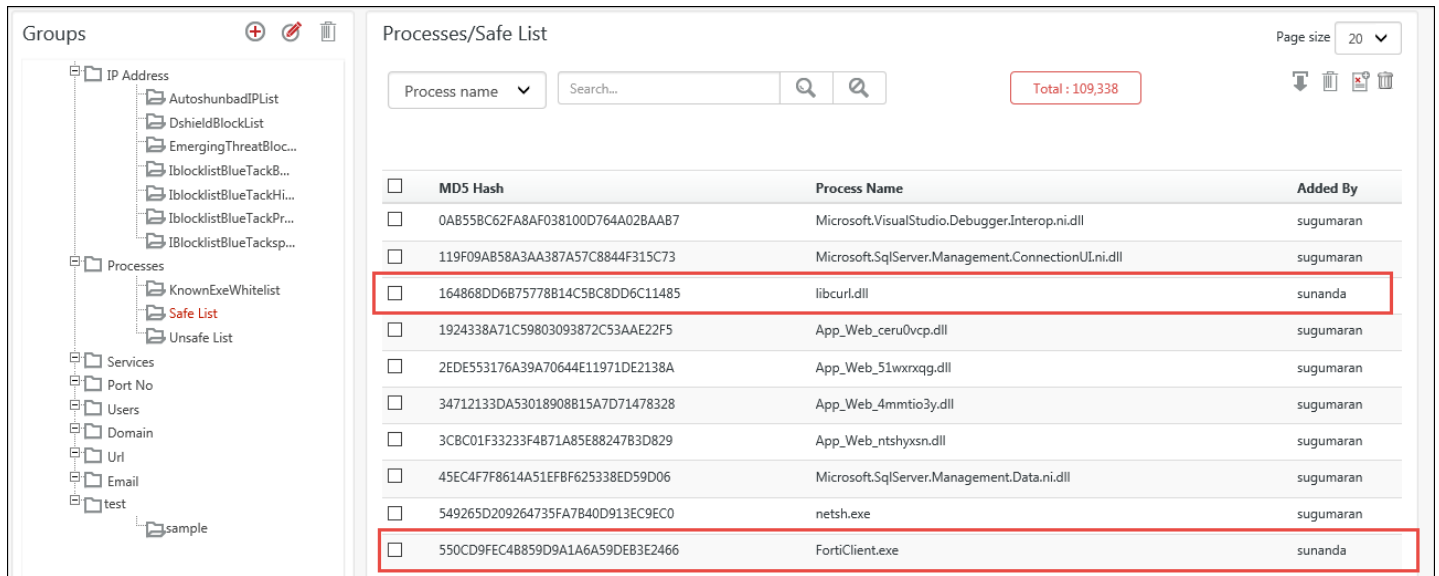 Groups
IP Address
AutoshunbadIPList
DshieldBlockList
EmergingThreatBloc...
IblocklistBlueTackB...
IblocklistBlueTackHi...
IblocklistBlueTackPr...
IBlocklistBlueTacksp...
Processes
KnownExeWhitelist
Safe List
Unsafe List
Services
Port No
Users
Domain
Url
Email
test
sample
Processes/Safe List
Page size 20
Process name Search... Total : 109,338
MD5 Hash Process Name Added By
0AB55BC62FA8AF038100D764A02BAAB7 Microsoft.VisualStudio.Debugger.Interop.ni.dll sugumaran
119F09AB58A3AA387A57C8844F315C73 Microsoft.SqlServer.Management.ConnectionUI.ni.dll sugumaran
164868DD6B75778B14C5BC8DD6C11485 libcurl.dll sunanda
1924338A71C59803093872C53AAE22F5 App_Web_ceru0vcp.dll sugumaran
2EDE553176A39A70644E11971DE2138A App_Web_51wxrxqg.dll sugumaran
34712133DA53018908B15A7D71478328 App_Web_4mmtio3y.dll sugumaran
3CBC01F33233F4B71A85E88247B3D829 App_Web_ntshyxsn.dll sugumaran
45EC4F7F8614A51EFBF625338ED59D06 Microsoft.SqlServer.Management.Data.ni.dll sugumaran
549265D209264735FA7B40D913EC9EC0 netsh.exe sugumaran
550CD9FEC4B859D9A1A6A59DEB3E2466 FortiClient.exe sunanda